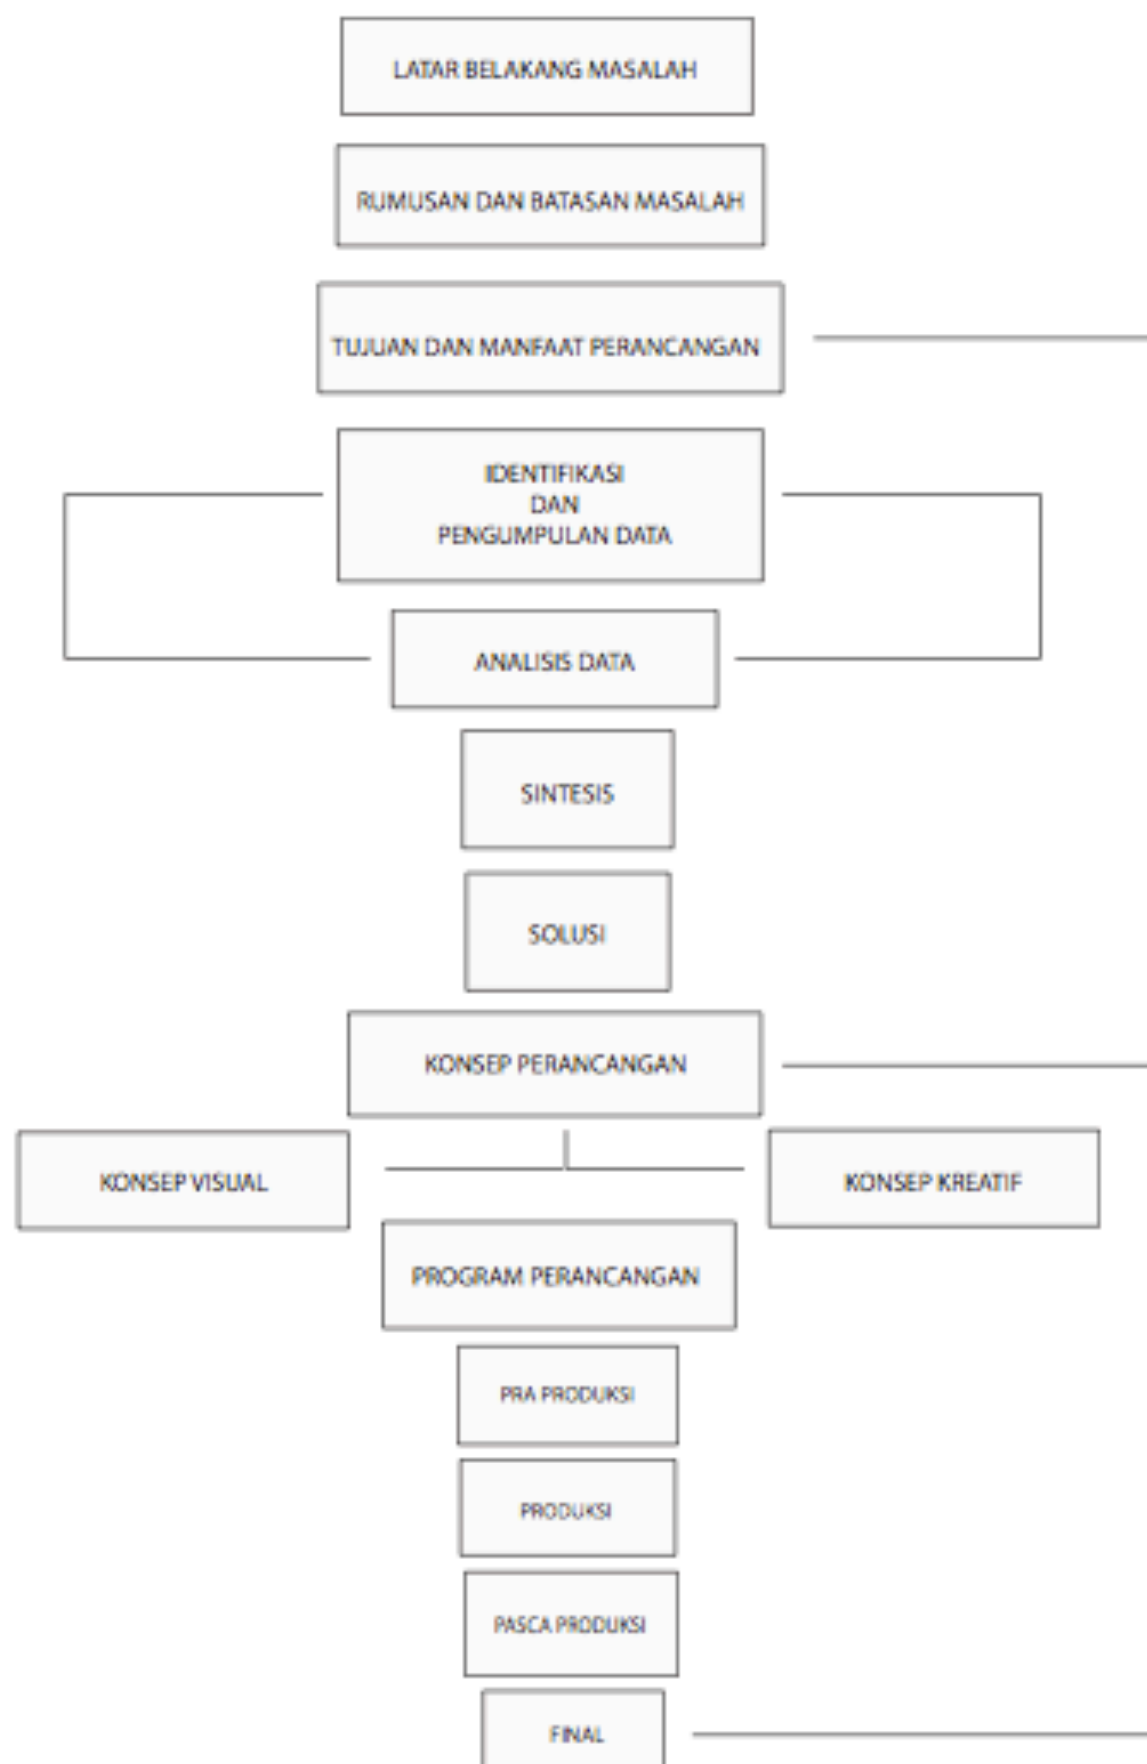 LATAR BELAKANG MASALAH
RUMUSAN DAN BATASAN MASALAH
TUJUAN DAN MANFAAT PERANCANGAN
IDENTIFIKASI
DAN
PENGUMPULAN DATA
ANALISIS DATA
SINTESIS
SOLUSI
KONSEP PERANCANGAN
KONSEP VISUAL
KONSEP KREATIF
PROGRAM PERANCANGAN
PRA PRODUKSI
PRODUKSI
PASCA PRODUKSI
FINAL